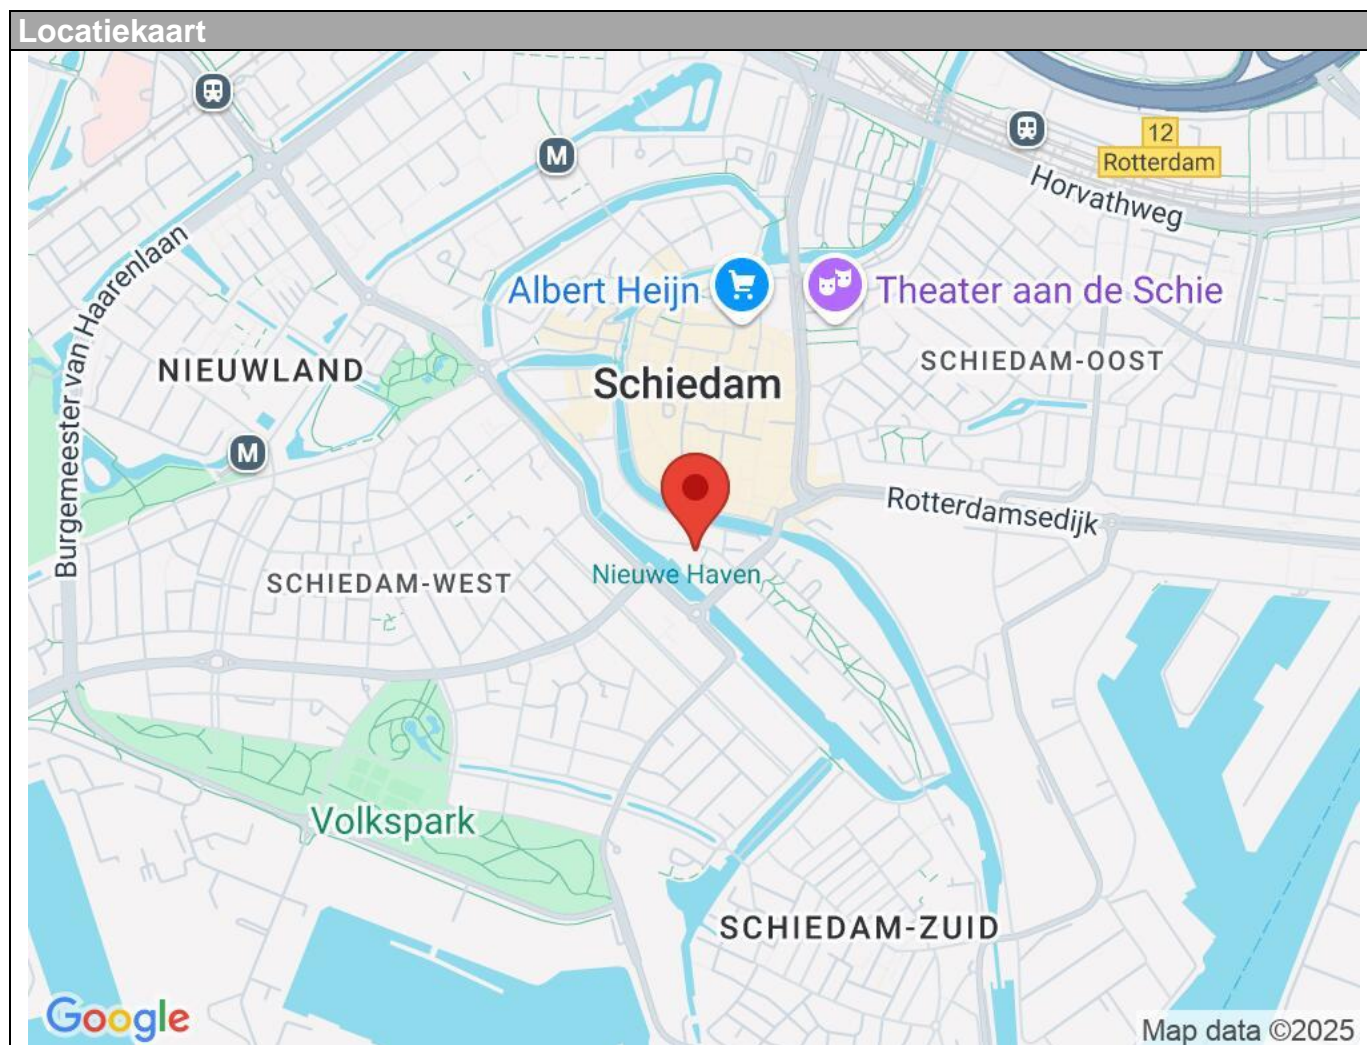 Locatiekaart
12
Rotterdam
Horvathweg
M
Albert Heijn
Theater aan de Schie
Burgemeester van Haarenlaan
NIEUWLAND
Schiedam
SCHIEDAM-OOST
M
Rotterdamsedijk
Nieuwe Haven
SCHIEDAM-WEST
Volkspark
SCHIEDAM-ZUID
Google
Map data ©2025